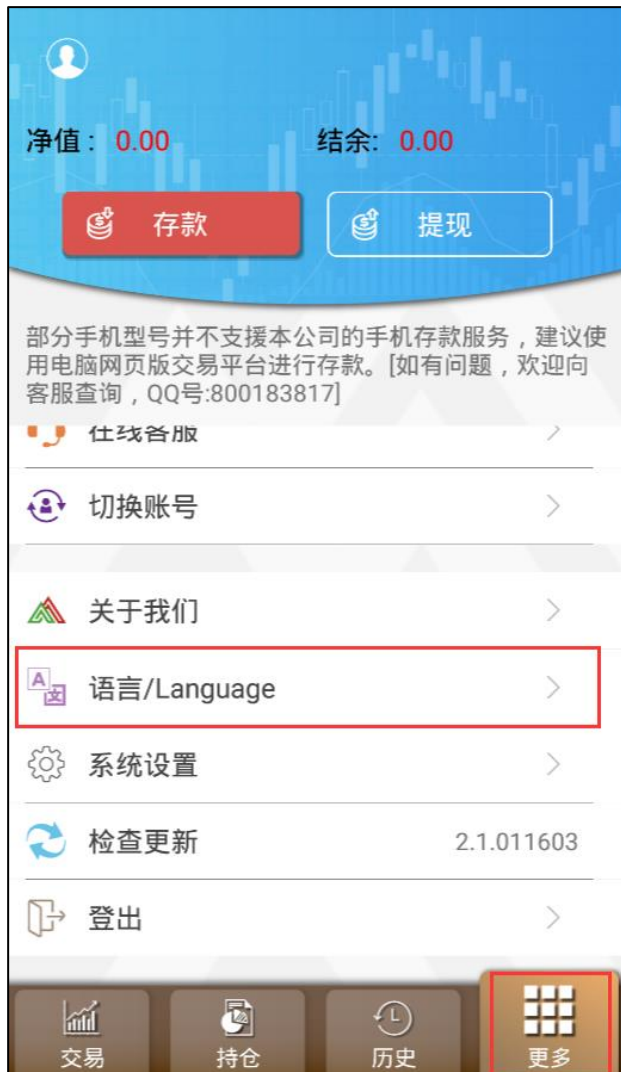 净值: 0.00 结余: 0.00
存款 提现
部分手机型号并不支援本公司的手机存款服务，建议使
用电脑网页版交易平台进行存款。[如有问题，欢迎向
客服查询，QQ号:800183817]
在线客服
切换账号
关于我们
A 文 语言/Language
系统设置
检查更新 2.1.011603
登出
交易 持仓 历史 更多